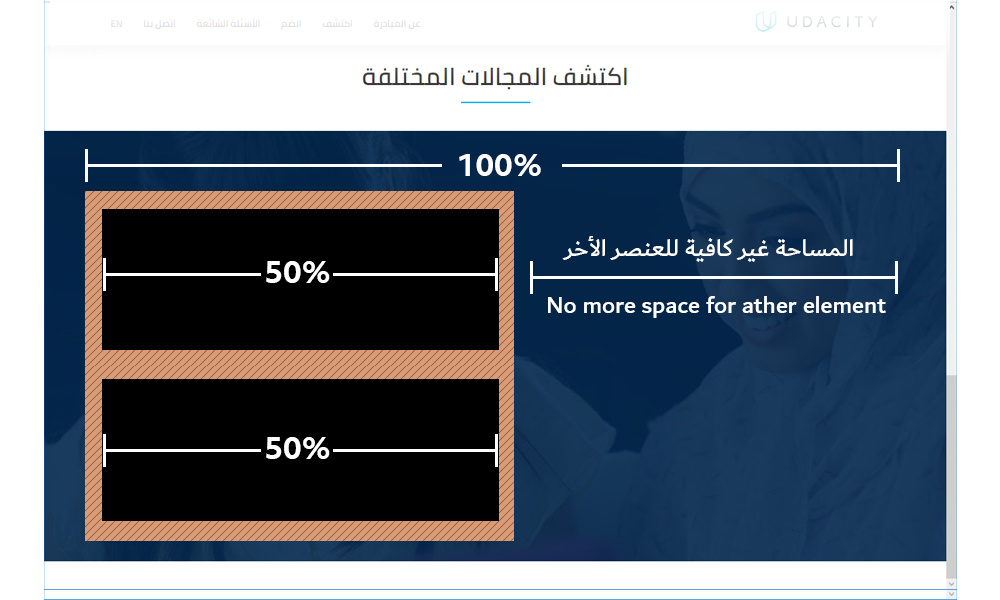 UDACITY
عن المبادرة
اكتشف
انضم
الأسئلة الشائعة
اتصل بنا
EN
اكتشف المجالات المختلفة
100%
50%
المساحة غير كافية للعنصر الأخر
No more space for ather element
50%